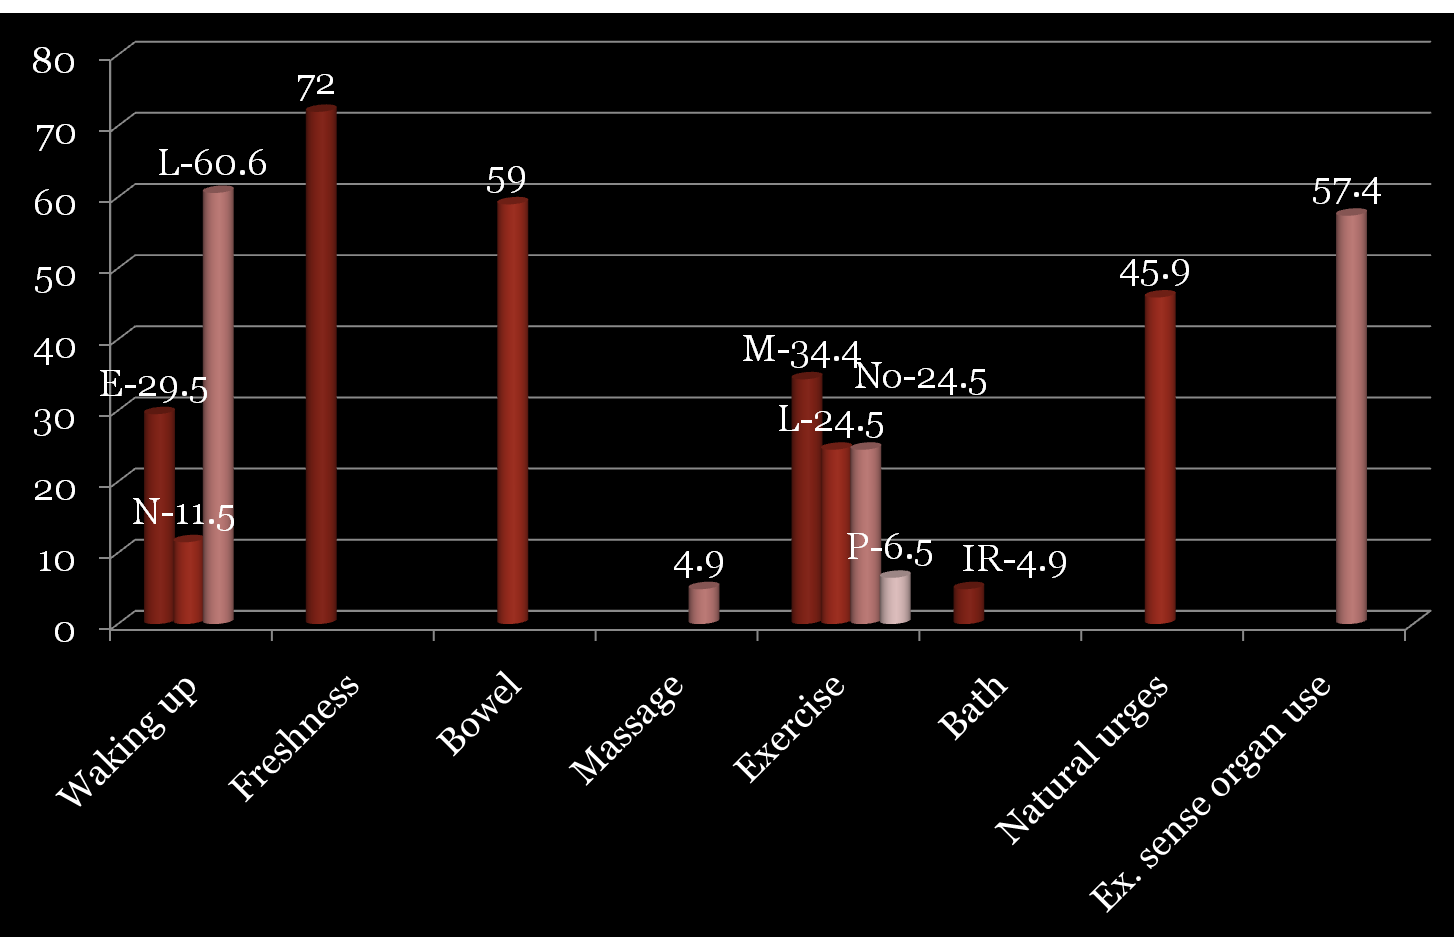 80
70
60
50
40
30
20
10
0
E-29.5
N-11.5
L-60.6
72
59
4.9
M-34.4
L-24.5
No-24.5
P-6.5
IR-4.9
45.9
57.4
Waking up
Freshness
Bowel
Massage
Exercise
Bath
Natural urges
Ex. sense organ use